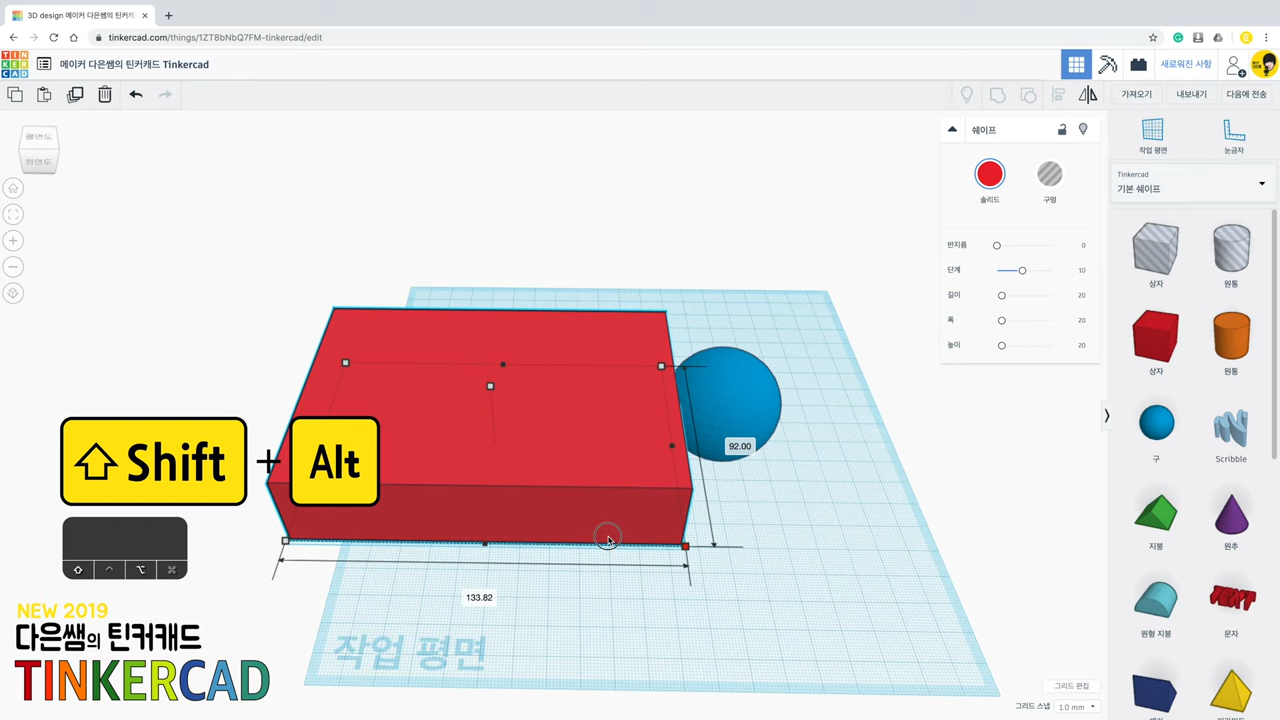 3D design 메이커 다은쌤의 틴커캐
tinkercad.com/things/1ZT8bNbQ7FM-tinkercad/edit
TIN
KER
CAD
메이커 다은쌤의 틴커캐드 Tinkercad
새로워진 사항
가져오기
내보내기
다음에 전송
평면도
정면도
쉐이프
솔리드
구멍
반지름 0
단계 10
길이 20
폭 20
높이 20
작업 평면
눈금자
Tinkercad
기본 쉐이프
상자
원통
상자
원통
구
Scribble
지붕
원추
원형 지붕
TEXT
문자
92.00
133.82
Shift + Alt
NEW 2019
다은쌤의 틴커캐드
TINKERCAD
작업 평면
그리드 편집
그리드 스냅 1.0 mm